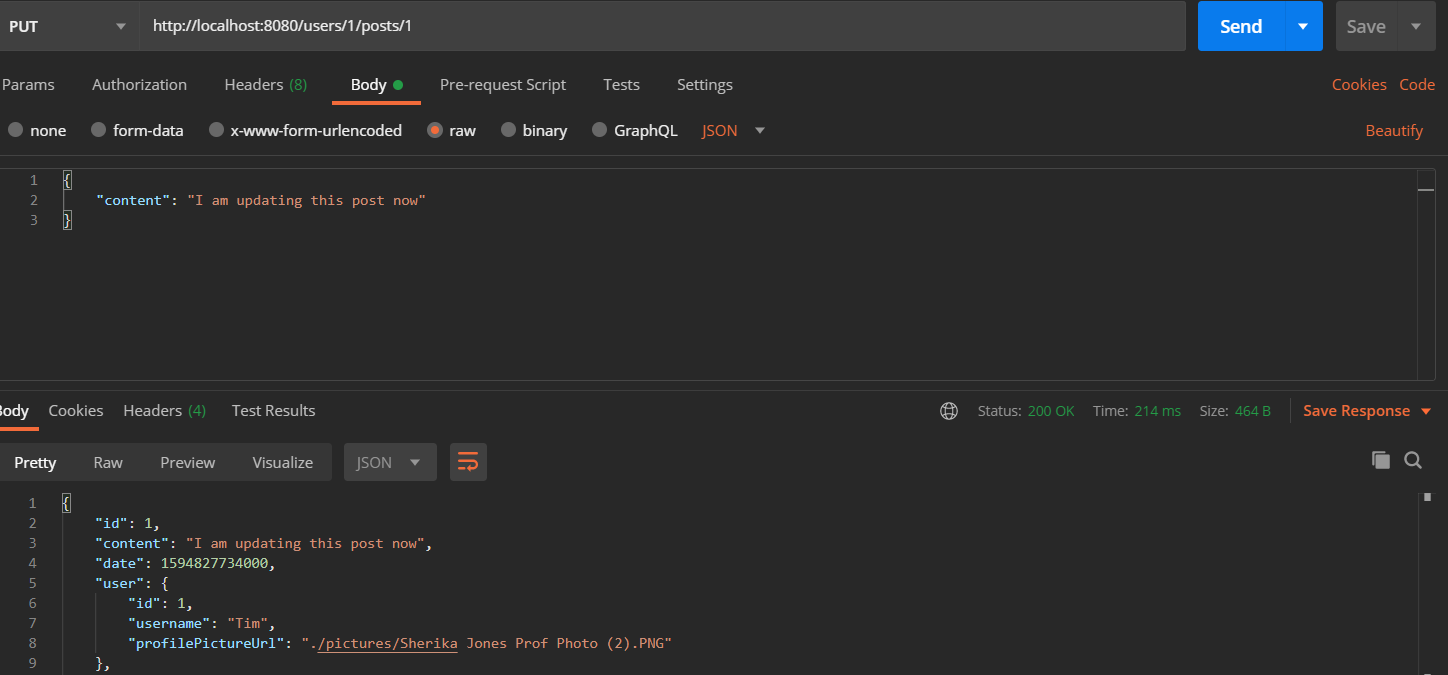 PUT http://localhost:8080/users/1/posts/1 Send Save
Params Authorization Headers (8) Body Pre-request Script Tests Settings Cookies Code
none form-data x-www-form-urlencoded raw binary GraphQL JSON Beautify
1 {
2 "content": "I am updating this post now"
3 }
Body Cookies Headers (4) Test Results Status: 200 OK Time: 214 ms Size: 464 B Save Response
Pretty Raw Preview Visualize JSON
1 {
2 "id": 1,
3 "content": "I am updating this post now",
4 "date": 1594827734000,
5 "user": {
6 "id": 1,
7 "username": "Tim",
8 "profilePictureUrl": "./pictures/Sherika Jones Prof Photo (2).PNG"
9 },